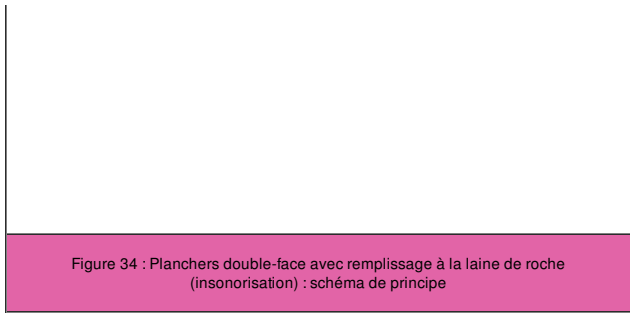 Figure 34 : Planchers double-face avec remplissage à la laine de roche
(insonorisation) : schéma de principe